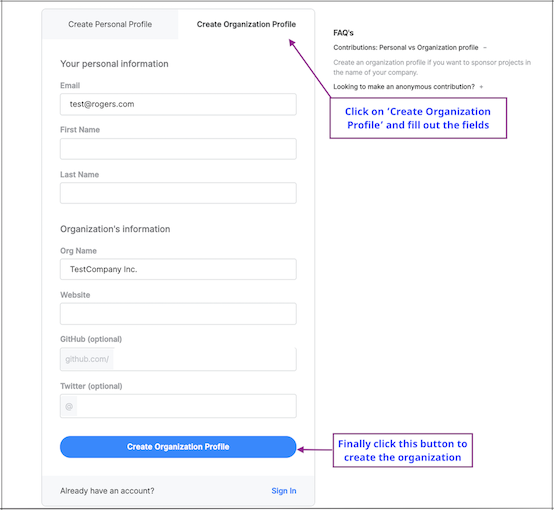 Create Personal Profile
Create Organization Profile
Your personal information
Email
test@rogers.com
First Name
Last Name
Organization's information
Org Name
TestCompany Inc.
Website
GitHub (optional)
github.com/
Twitter (optional)
@
Create Organization Profile
Already have an account?
Sign In
FAQ's
Contributions: Personal vs Organization profile −
Create an organization profile if you want to sponsor projects in
the name of your company.
Looking to make an anonymous contribution? +
Click on 'Create Organization
Profile' and fill out the fields
Finally click this button to
create the organization